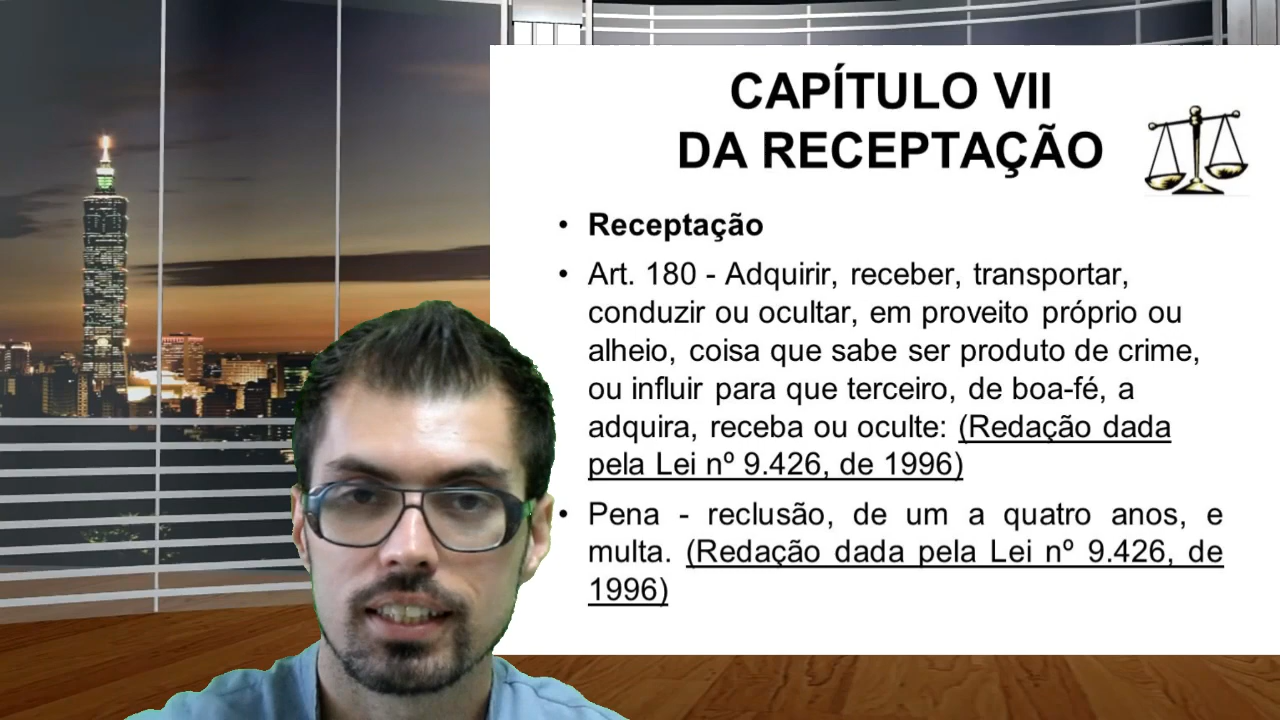 CAPÍTULO VII
DA RECEPTAÇÃO
• Receptação
• Art. 180 - Adquirir, receber, transportar,
conduzir ou ocultar, em proveito próprio ou
alheio, coisa que sabe ser produto de crime,
ou influir para que terceiro, de boa-fé, a
adquira, receba ou oculte: (Redação dada
pela Lei nº 9.426, de 1996)
• Pena - reclusão, de um a quatro anos, e
multa. (Redação dada pela Lei nº 9.426, de
1996)